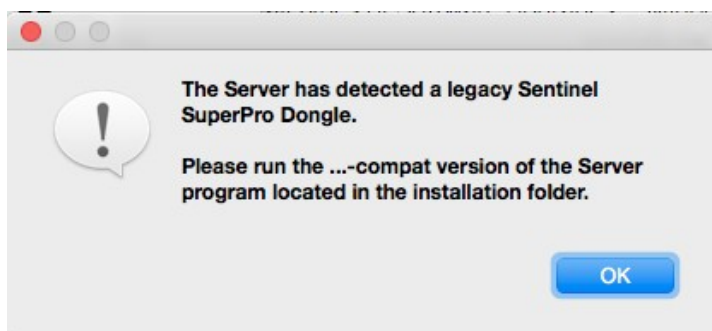 The Server has detected a legacy Sentinel
SuperPro Dongle.
Please run the ...-compat version of the Server
program located in the installation folder.
OK